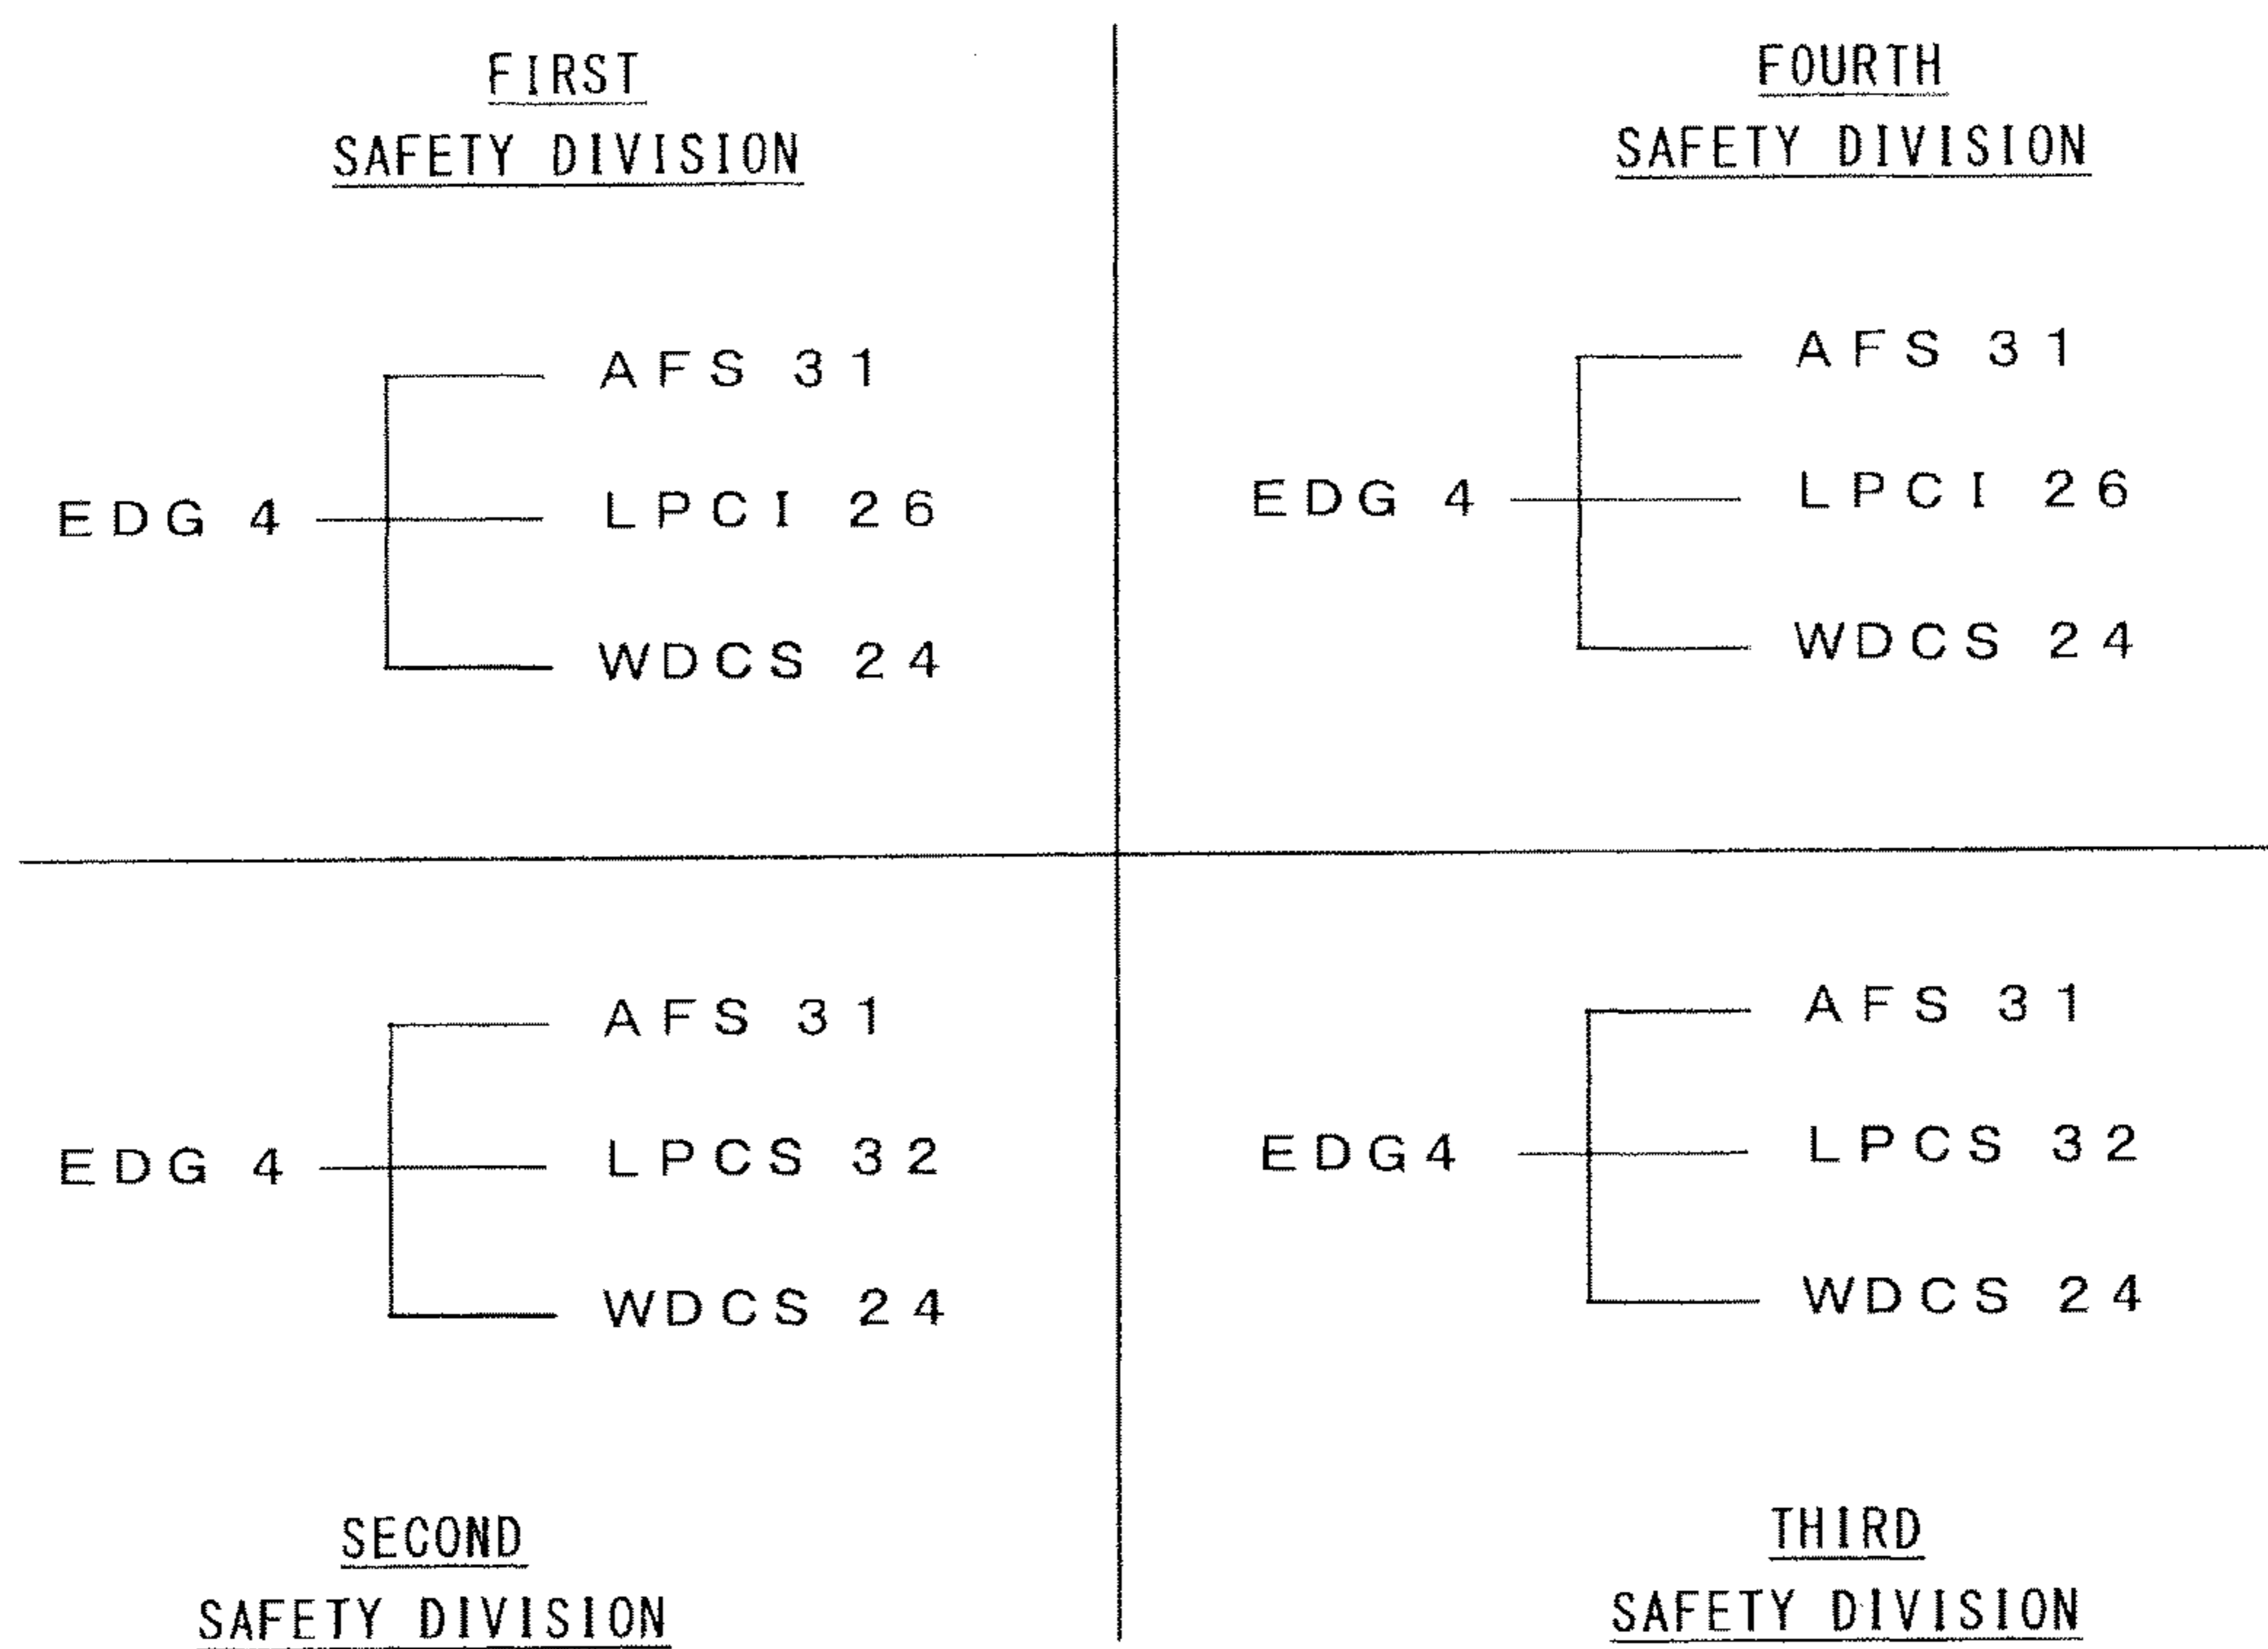 FIRST
SAFETY DIVISION
AFS 31
EDG 4
LPCI 26
WDCS 24
FOURTH
SAFETY DIVISION
AFS 31
EDG 4
LPCI 26
WDCS 24
AFS 31
EDG 4
LPCS 32
WDCS 24
SECOND
SAFETY DIVISION
AFS 31
EDG4
LPCS 32
WDCS 24
THIRD
SAFETY DIVISION